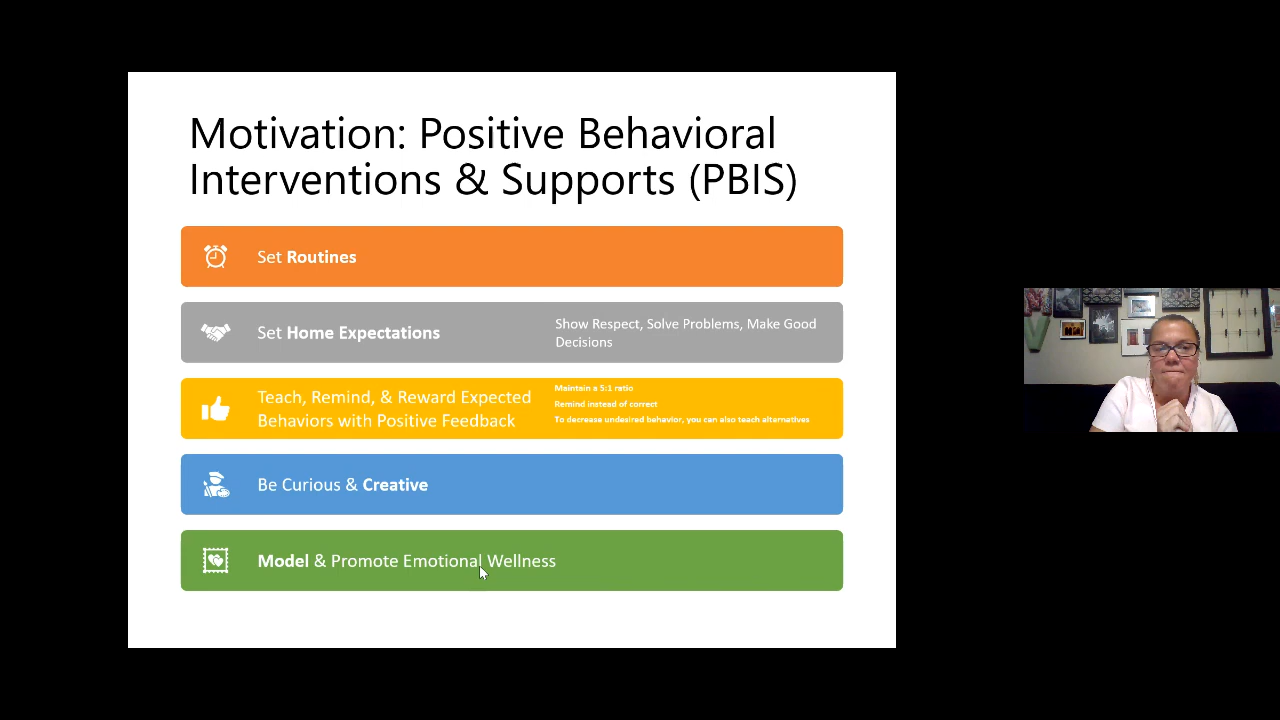 Motivation: Positive Behavioral
Interventions & Supports (PBIS)
Set Routines
Set Home Expectations
Show Respect, Solve Problems, Make Good
Decisions
Teach, Remind, & Reward Expected
Behaviors with Positive Feedback
Maintain a 5:1 ratio
Remind instead of correct
To decrease undesired behavior, you can also teach alternatives
Be Curious & Creative
Model & Promote Emotional Wellness